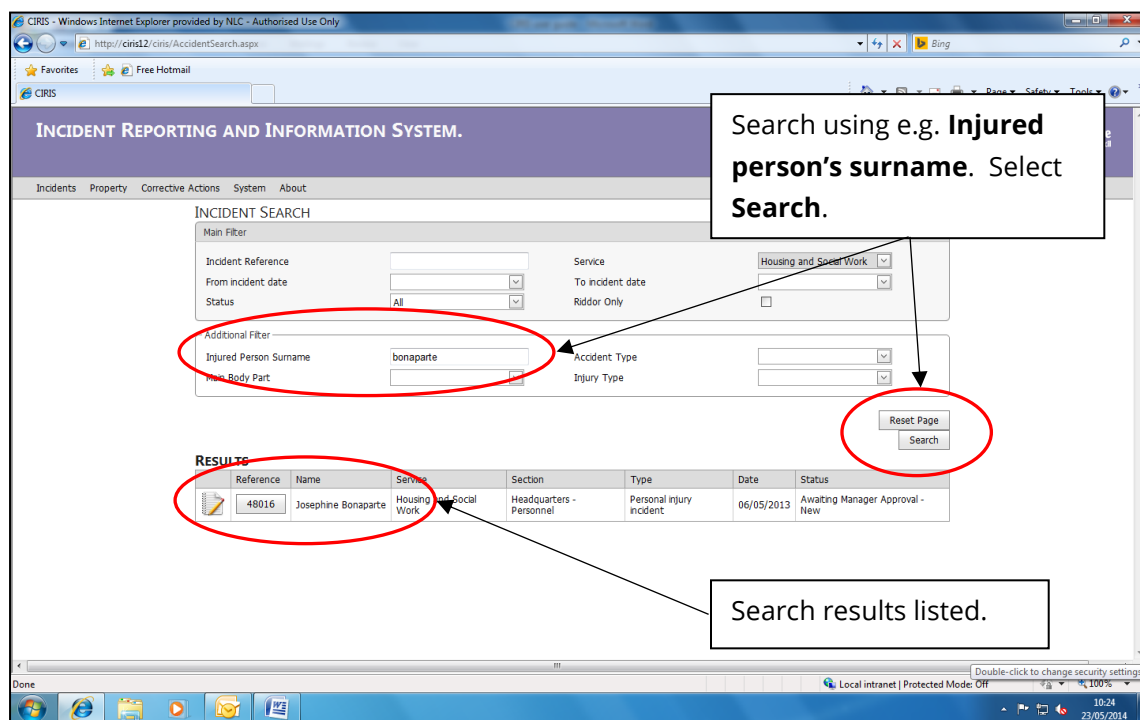 CIRIS - Windows Internet Explorer provided by NLC - Authorised Use Only
http://ciris12/ciris/AccidentSearch.aspx
Bing
Favorites Free Hotmail
CIRIS
Page Safety Tools
INCIDENT REPORTING AND INFORMATION SYSTEM.
Search using e.g. Injured
person's surname. Select
Search.
Incidents Property Corrective Actions System About
INCIDENT SEARCH
Main Filter
Incident Reference Service Housing and Social Work
From incident date To incident date
Status All Riddor Only
Additional Filter
Injured Person Surname bonaparte Accident Type
Main Body Part Injury Type
Reset Page
Search
RESULTS
Reference Name Service Section Type Date Status
48016 Josephine Bonaparte Housing and Social Work Headquarters - Personnel Personal injury incident 06/05/2013 Awaiting Manager Approval - New
Search results listed.
Double-click to change security settings
Done Local intranet | Protected Mode: Off 100%
10:24
23/05/2014